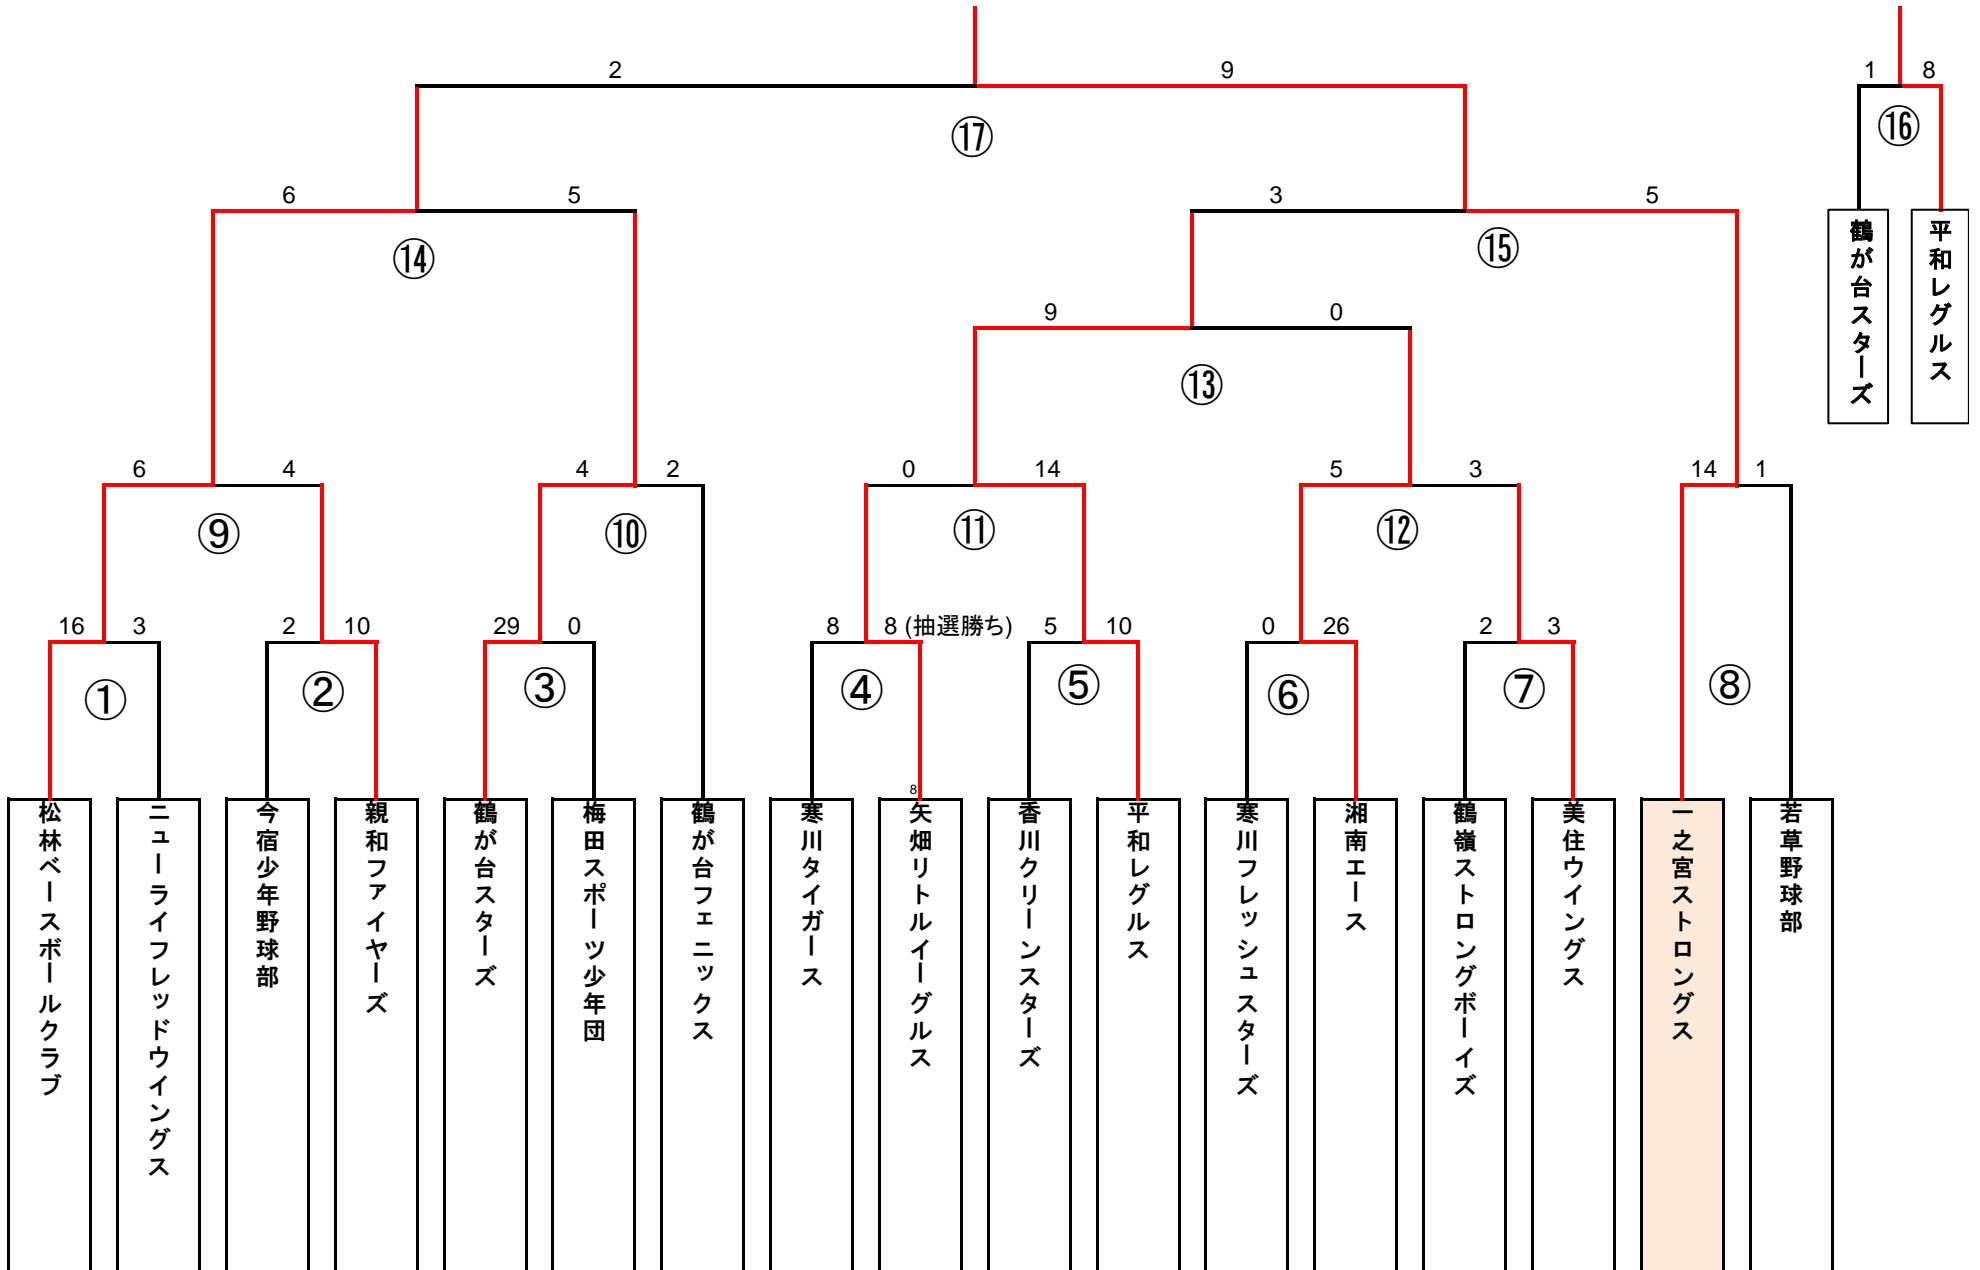 2
9
1
8
⑰
⑯
6
5
3
5
⑭
⑮
鶴が台スターズ
平和レグルス
9
0
⑬
6
4
4
2
0
14
5
3
14
1
⑨
⑩
⑪
⑫
16
3
2
10
29
0
8
8 (抽選勝ち)
5
10
0
26
2
3
①
②
③
④
⑤
⑥
⑦
⑧
8
松林ベースボールクラブ
ニューライフレッドウイングス
今宿少年野球部
親和ファイヤーズ
鶴が台スターズ
梅田スポーツ少年団
鶴が台フェニックス
寒川タイガース
矢畑リトルイーグルス
香川クリーンスターズ
平和レグルス
寒川フレッシュスターズ
湘南エース
鶴嶺ストロングボーイズ
美住ウイングス
一之宮ストロングス
若草野球部